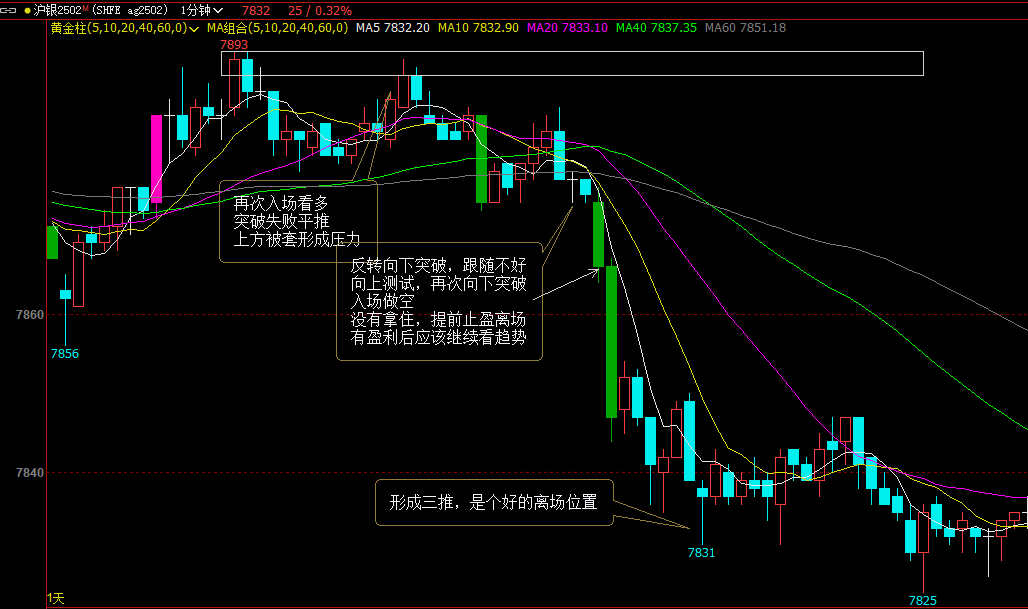 沪银2502M(SHFE ag2502) 1分钟 7832 25 / 0.32%
黄金柱(5,10,20,40,60,0) MA组合(5,10,20,40,60,0) MA5 7832.20 MA10 7832.90 MA20 7833.10 MA40 7837.35 MA60 7851.18
7893
再次入场看多
突破失败平推
上方被套形成压力
反转向下突破，跟随不好
向上测试，再次向下突破
入场做空
没有拿住，提前止盈离场
有盈利后应该继续看趋势
7860
7856
7840
形成三推，是个好的离场位置
7831
7825
1天